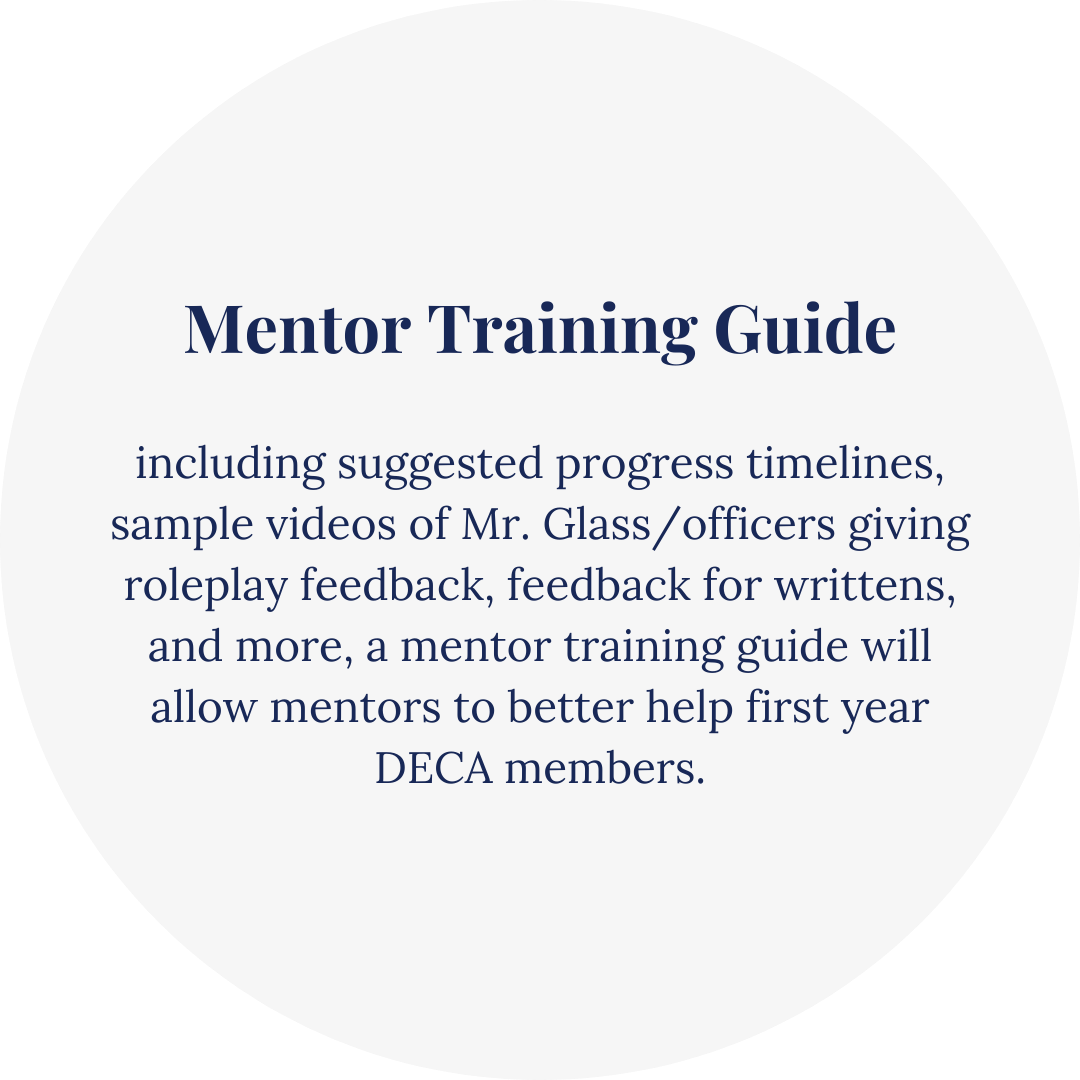 Mentor Training Guide
including suggested progress timelines,
sample videos of Mr. Glass/officers giving
roleplay feedback, feedback for writtens,
and more, a mentor training guide will
allow mentors to better help first year
DECA members.